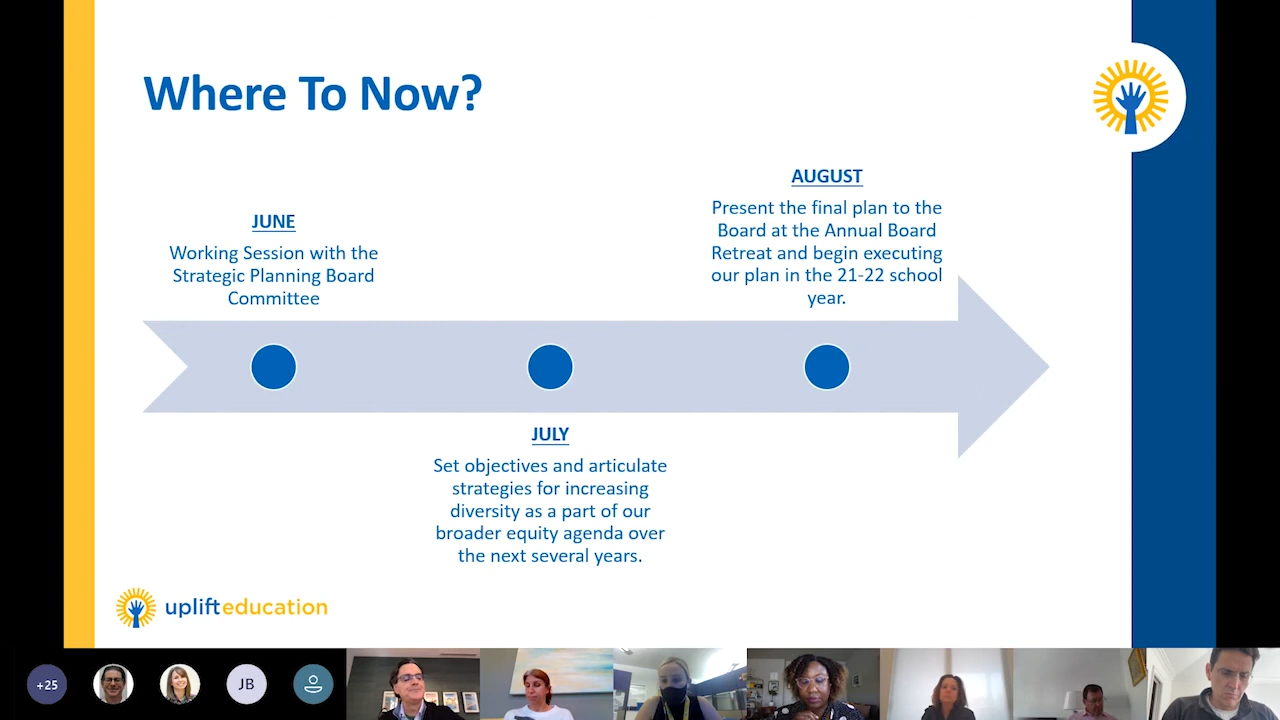 Where To Now?
JUNE
Working Session with the
Strategic Planning Board
Committee
JULY
Set objectives and articulate
strategies for increasing
diversity as a part of our
broader equity agenda over
the next several years.
AUGUST
Present the final plan to the
Board at the Annual Board
Retreat and begin executing
our plan in the 21-22 school
year.
uplifteducation
+25
JB